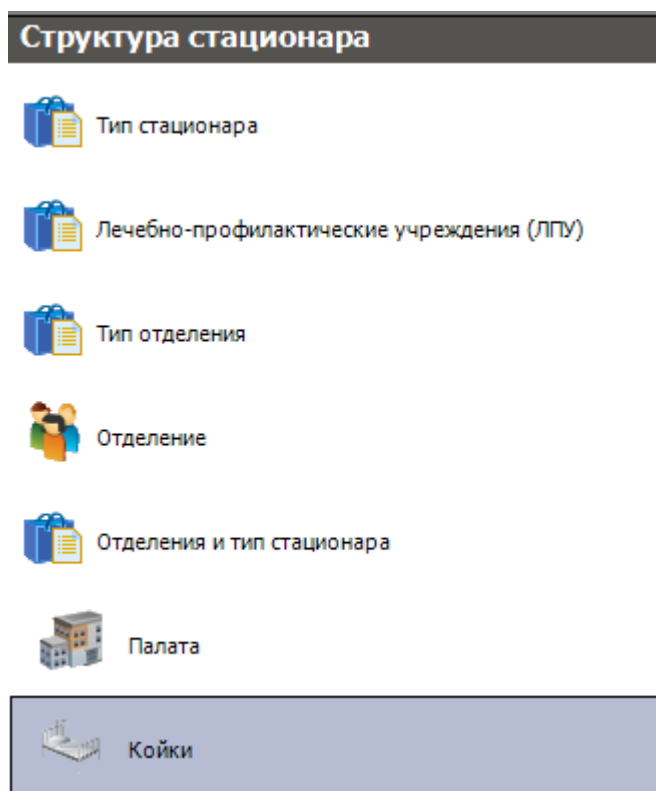 Структура стационара
Тип стационара
Лечебно-профилактические учреждения (ЛПУ)
Тип отделения
Отделение
Отделения и тип стационара
Палата
Койки